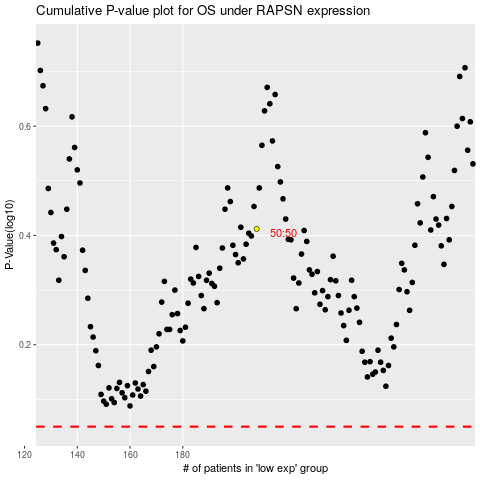 Cumulative P-value plot for OS under RAPSN expression
P-Value(log10)
0.6
0.4
0.2
50:50
120 140 160 180
# of patients in 'low exp' group